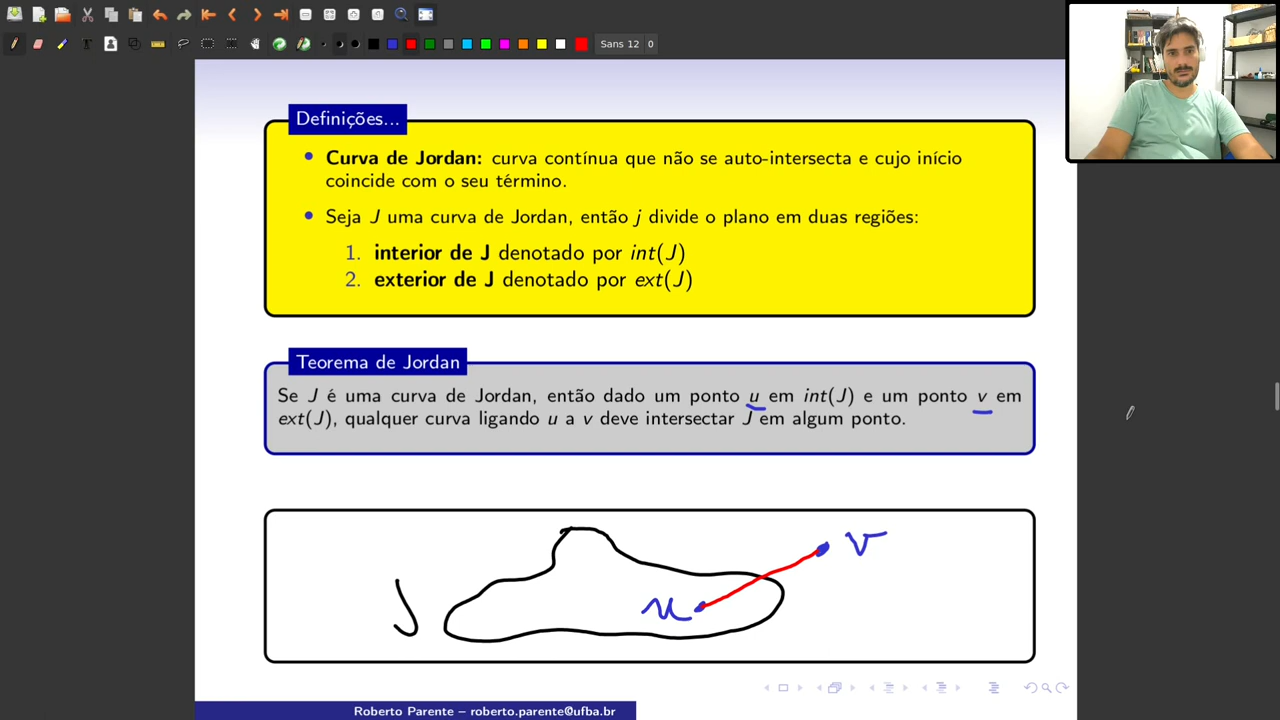 Sans 12 0
Definições...
Curva de Jordan: curva contínua que não se auto-intersecta e cujo início
coincide com o seu término.
Seja J uma curva de Jordan, então j divide o plano em duas regiões:
1. interior de J denotado por int(J)
2. exterior de J denotado por ext(J)
Teorema de Jordan
Se J é uma curva de Jordan, então dado um ponto u em int(J) e um ponto v em
ext(J), qualquer curva ligando u a v deve intersectar J em algum ponto.
v
J
u
Roberto Parente – roberto.parente@ufba.br